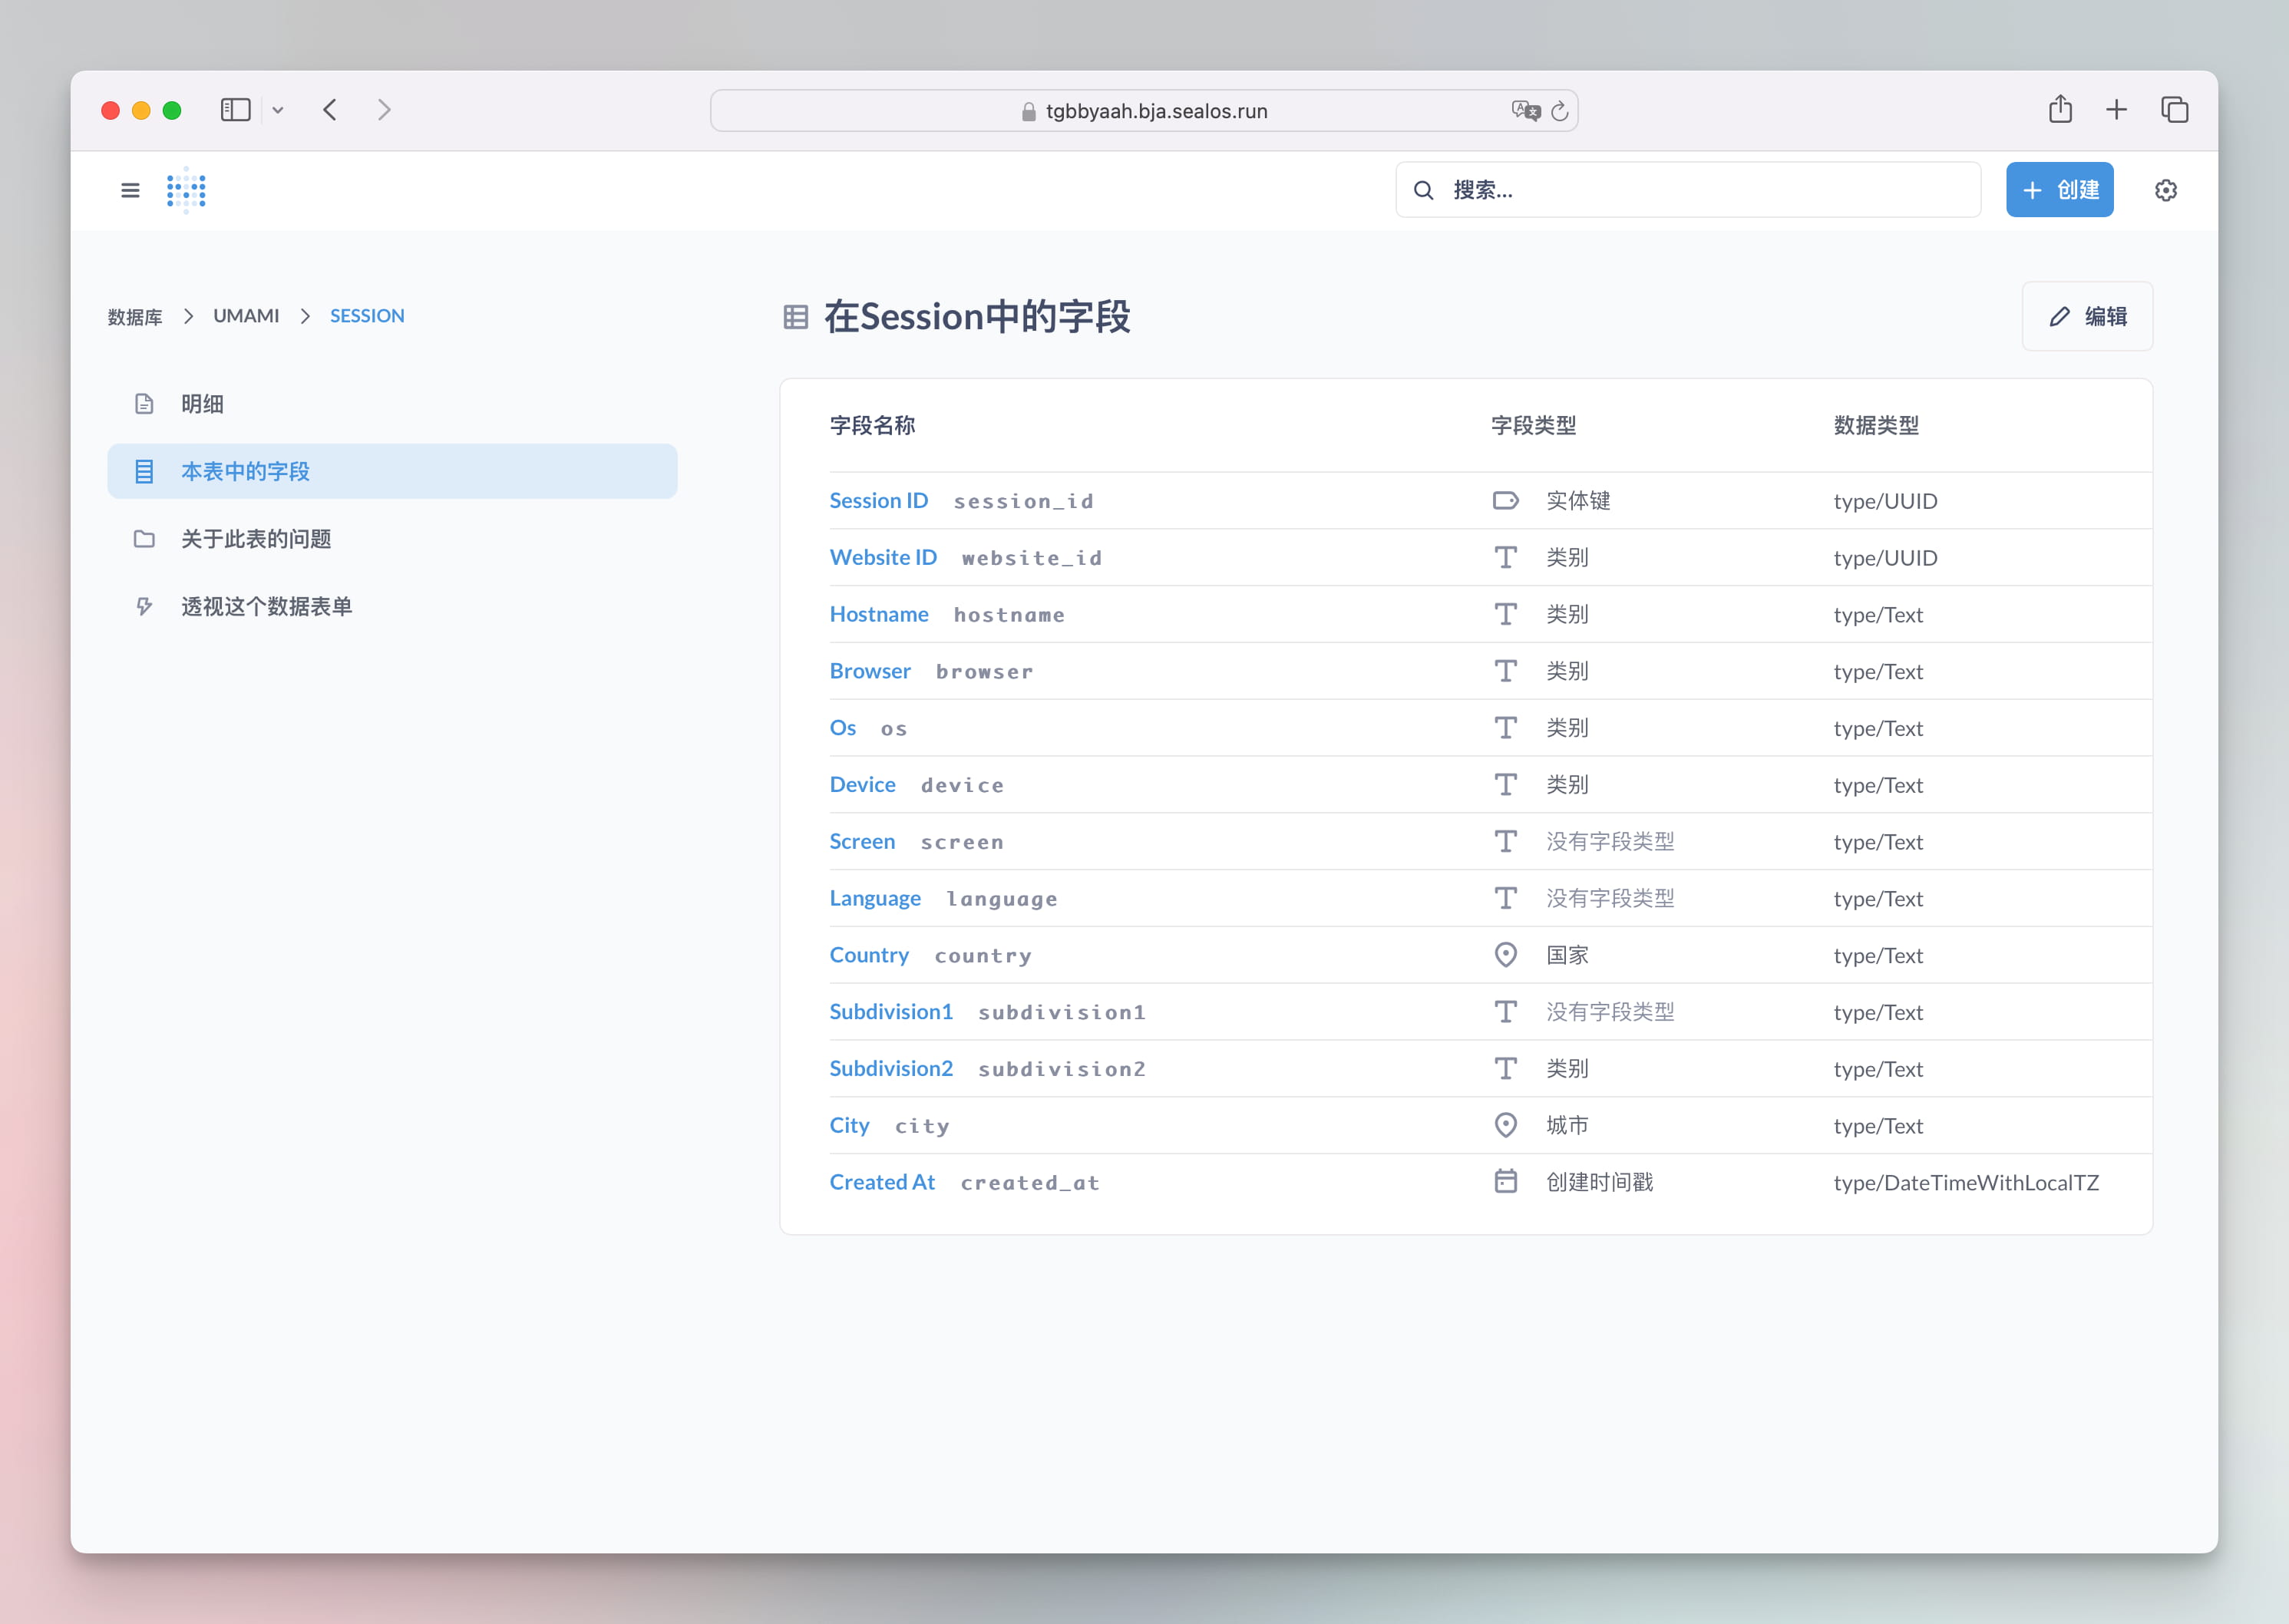 tgbbyaah.bja.sealos.run
搜索...
创建
数据库 UMAMI SESSION
明细
本表中的字段
关于此表的问题
透视这个数据表单
在Session中的字段
编辑
字段名称 字段类型 数据类型
Session ID session_id 实体键 type/UUID
Website ID website_id 类别 type/UUID
Hostname hostname 类别 type/Text
Browser browser 类别 type/Text
Os os 类别 type/Text
Device device 类别 type/Text
Screen screen 没有字段类型 type/Text
Language language 没有字段类型 type/Text
Country country 国家 type/Text
Subdivision1 subdivision1 没有字段类型 type/Text
Subdivision2 subdivision2 类别 type/Text
City city 城市 type/Text
Created At created_at 创建时间戳 type/DateTimeWithLocalTZ